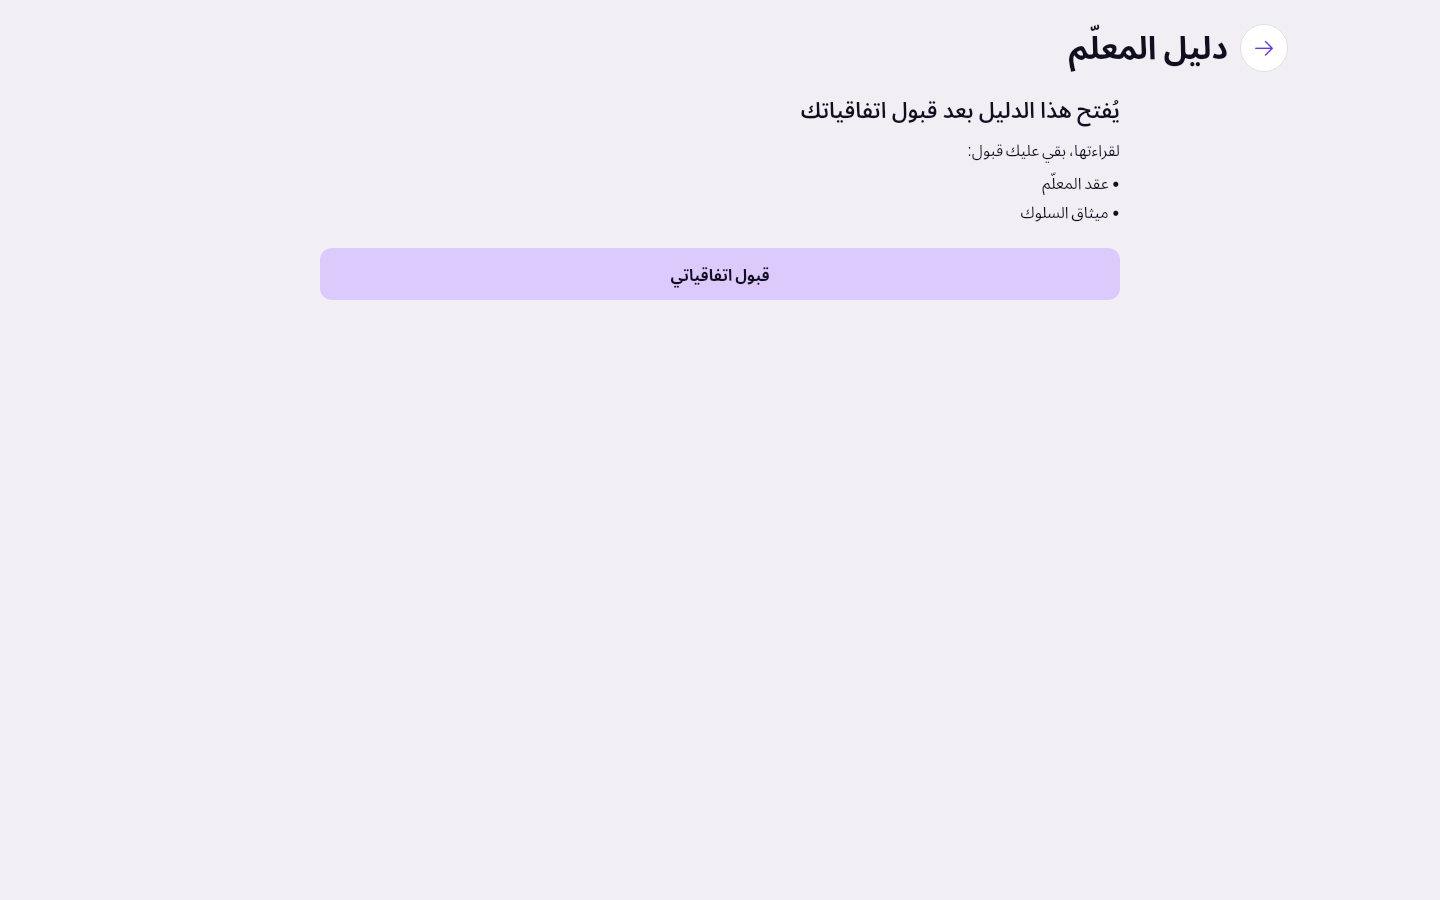 دليل المعلّم
يُفتح هذا الدليل بعد قبول اتفاقياتك
لقراءتها، بقي عليك قبول:
• عقد المعلّم
• ميثاق السلوك
قبول اتفاقياتي